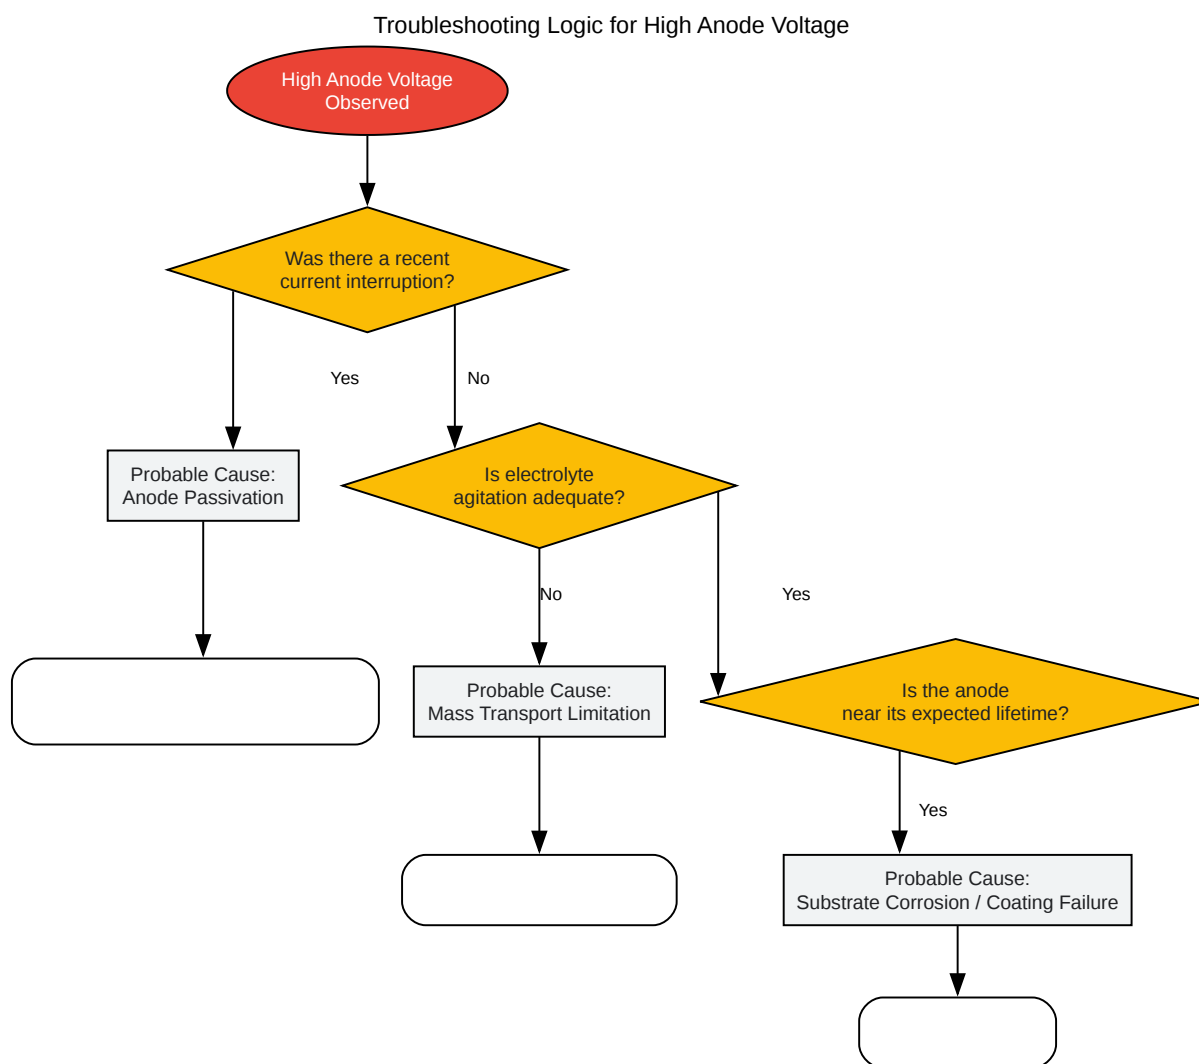 Troubleshooting Logic for High Anode Voltage
High Anode Voltage
Observed
Was there a recent
current interruption?
Yes
No
Probable Cause:
Anode Passivation
Is electrolyte
agitation adequate?
No
Yes
Probable Cause:
Mass Transport Limitation
Is the anode
near its expected lifetime?
Yes
Probable Cause:
Substrate Corrosion / Coating Failure